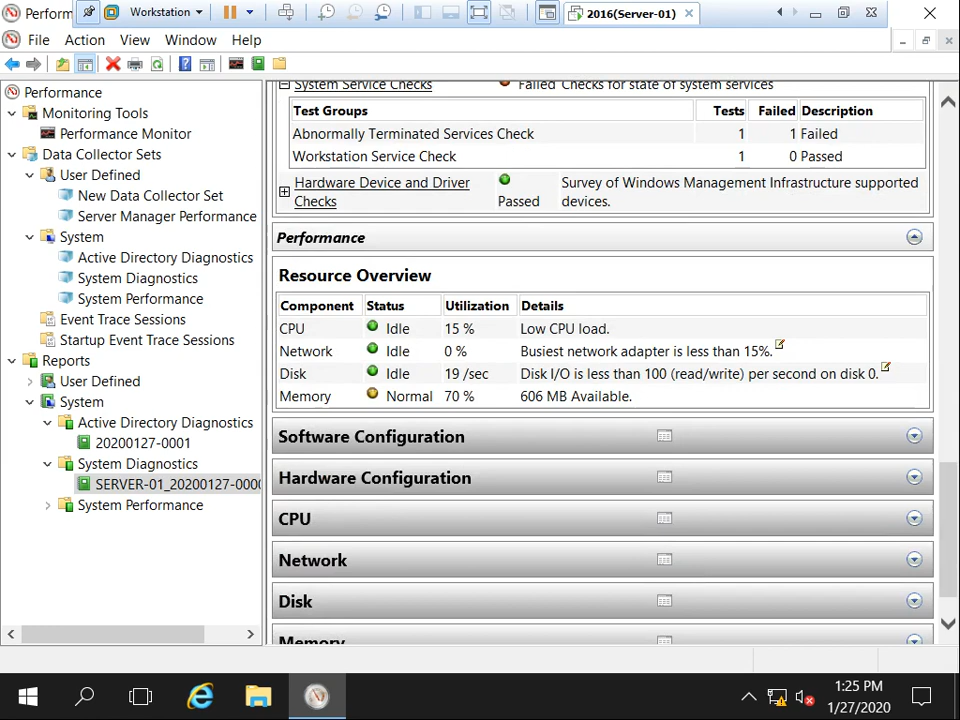 Perform
Workstation
2016(Server-01)
File Action View Window Help
Performance
Monitoring Tools
Performance Monitor
Data Collector Sets
User Defined
New Data Collector Set
Server Manager Performance
System
Active Directory Diagnostics
System Diagnostics
System Performance
Event Trace Sessions
Startup Event Trace Sessions
Reports
User Defined
System
Active Directory Diagnostics
20200127-0001
System Diagnostics
SERVER-01_20200127-000
System Performance
System Service Checks Failed Checks for state of system services
Test Groups Tests Failed Description
Abnormally Terminated Services Check 1 1 Failed
Workstation Service Check 1 0 Passed
Hardware Device and Driver Checks Passed Survey of Windows Management Infrastructure supported devices.
Performance
Resource Overview
Component Status Utilization Details
CPU Idle 15 % Low CPU load.
Network Idle 0 % Busiest network adapter is less than 15%.
Disk Idle 19 /sec Disk I/O is less than 100 (read/write) per second on disk 0.
Memory Normal 70 % 606 MB Available.
Software Configuration
Hardware Configuration
CPU
Network
Disk
Memory
1:25 PM
1/27/2020